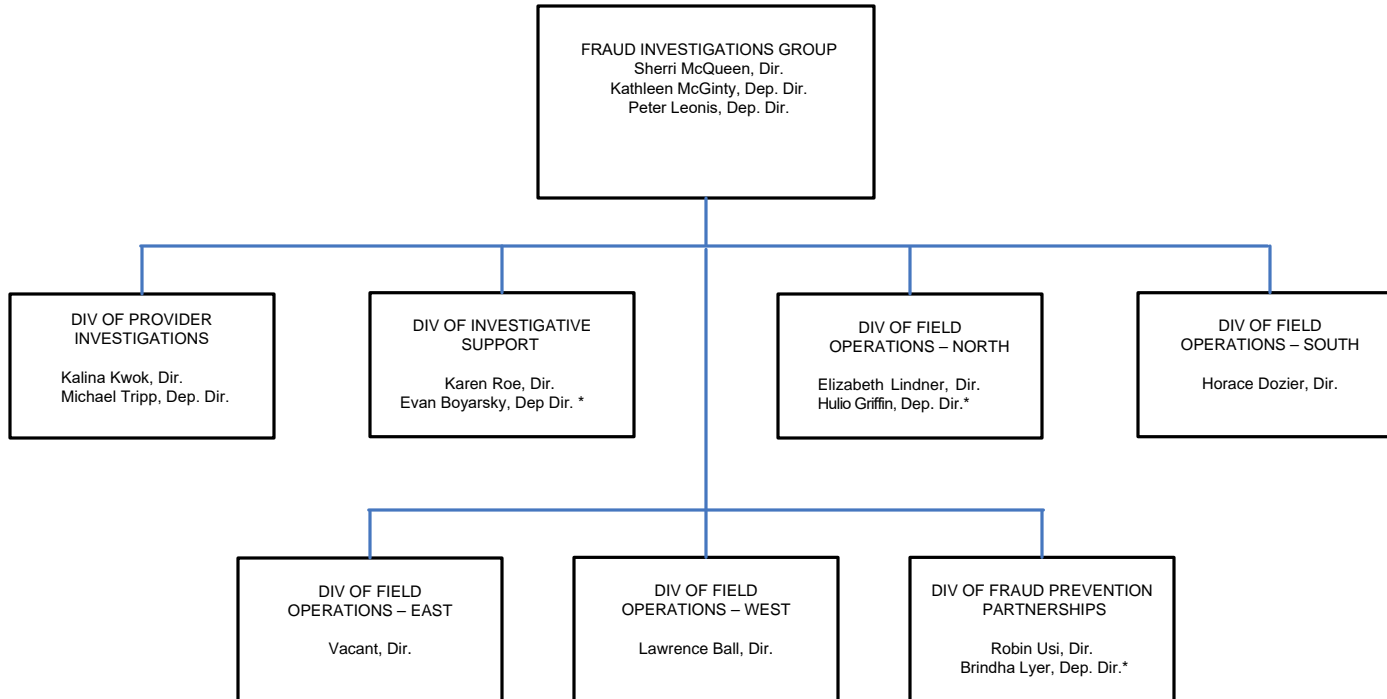 FRAUD INVESTIGATIONS GROUP
Sherri McQueen, Dir.
Kathleen McGinty, Dep. Dir.
Peter Leonis, Dep. Dir.
DIV OF PROVIDER
INVESTIGATIONS
Kalina Kwok, Dir.
Michael Tripp, Dep. Dir.
DIV OF INVESTIGATIVE
SUPPORT
Karen Roe, Dir.
Evan Boyarsky, Dep Dir. *
DIV OF FIELD
OPERATIONS – NORTH
Elizabeth Lindner, Dir.
Hulio Griffin, Dep. Dir.*
DIV OF FIELD
OPERATIONS – SOUTH
Horace Dozier, Dir.
DIV OF FIELD
OPERATIONS – EAST
Vacant, Dir.
DIV OF FIELD
OPERATIONS – WEST
Lawrence Ball, Dir.
DIV OF FRAUD PREVENTION
PARTNERSHIPS
Robin Usi, Dir.
Brindha Lyer, Dep. Dir.*